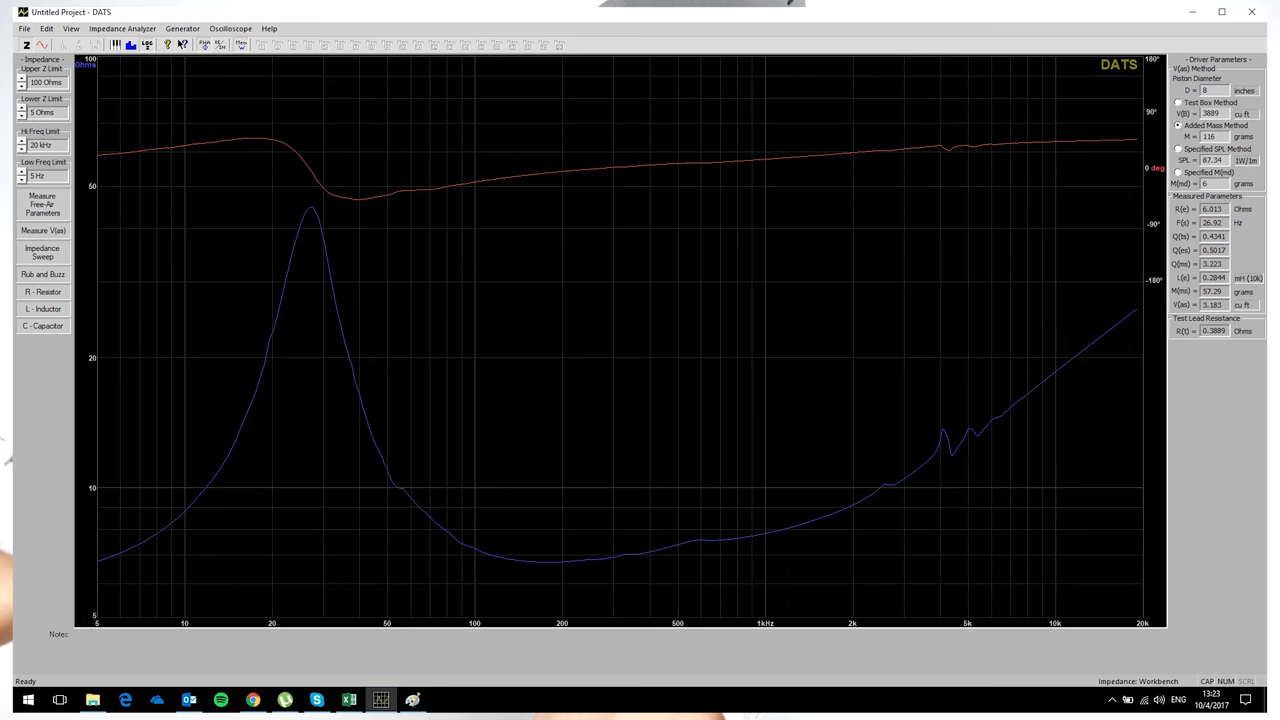 Untitled Project - DATS
File Edit View Impedance Analyzer Generator Oscilloscope Help
Z LOG ? ? PHA RE/IM Mem
- Impedance -
Upper Z Limit
100 Ohms
Lower Z Limit
5 Ohms
Hi Freq Limit
20 kHz
Low Freq Limit
5 Hz
Measure
Free-Air
Parameters
Measure V(as)
Impedance
Sweep
Rub and Buzz
R - Resistor
L - Inductor
C - Capacitor
100
Ohms
50
20
10
5
DATS
180°
90°
0 deg
-90°
-180°
5 10 20 50 100 200 500 1kHz 2k 5k 10k 20k
- Driver Parameters -
V(as) Method
Piston Diameter
D = 8 inches
Test Box Method
V(B) = 3889 cu ft
Added Mass Method
M = 116 grams
Specified SPL Method
SPL = 87.34 1W/1m
Specified M(md)
M(md) = 6 grams
Measured Parameters
R(e) = 6.013 Ohms
F(s) = 26.92 Hz
Q(ts) = 0.4341
Q(es) = 0.5017
Q(ms) = 3.223
L(e) = 0.2844 mH (10k)
M(ms) = 57.29 grams
V(as) = 3.183 cu ft
Test Lead Resistance
R(t) = 0.3889 Ohms
Notes:
Ready
Impedance: Workbench CAP NUM SCRL
ENG
13:23
10/4/2017